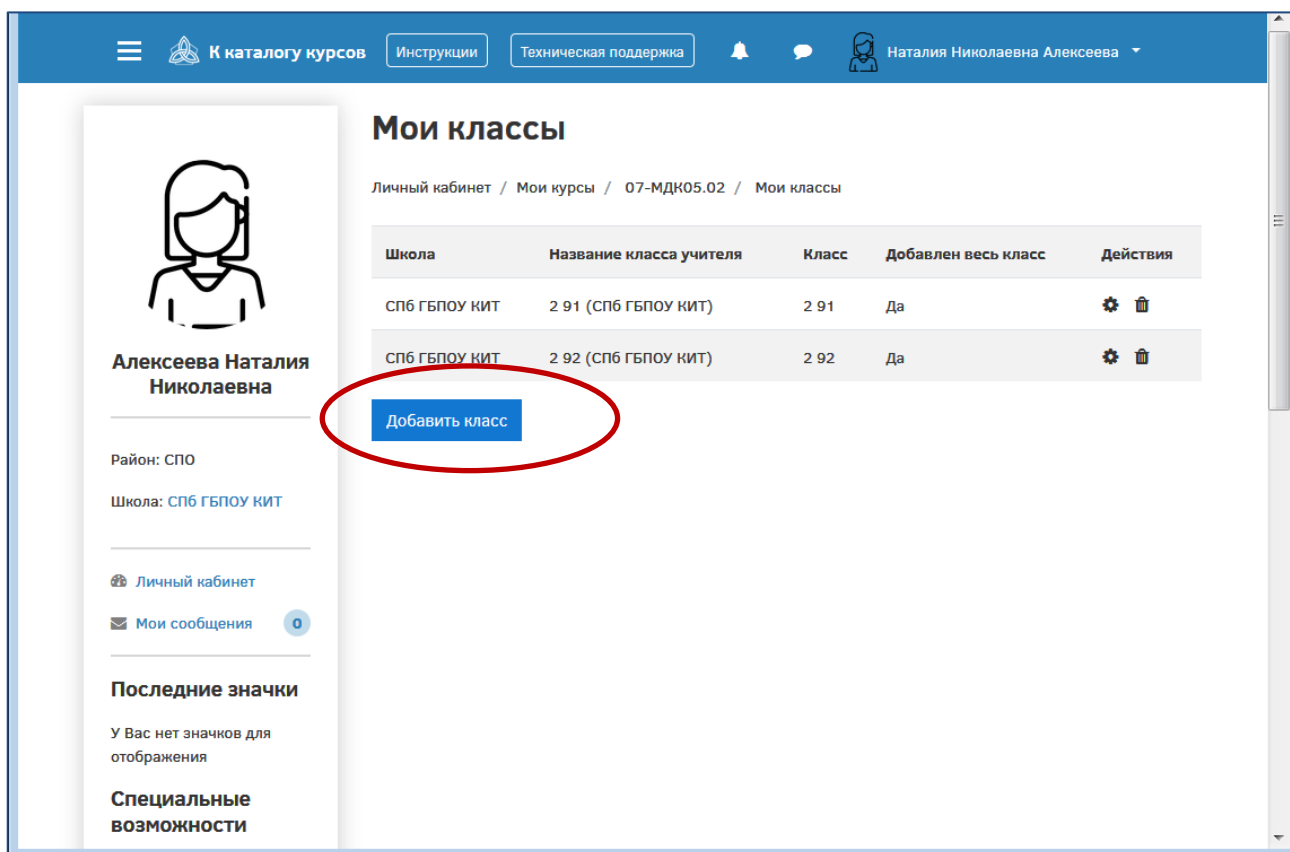 К каталогу курсов Инструкции Техническая поддержка Наталия Николаевна Алексеева
Мои классы
Личный кабинет / Мои курсы / 07-МДК05.02 / Мои классы
Школа Название класса учителя Класс Добавлен весь класс Действия
СПб ГБПОУ КИТ 2 91 (СПб ГБПОУ КИТ) 2 91 Да
СПб ГБПОУ КИТ 2 92 (СПб ГБПОУ КИТ) 2 92 Да
Добавить класс
Алексеева Наталия
Николаевна
Район: СПО
Школа: СПб ГБПОУ КИТ
Личный кабинет
Мои сообщения 0
Последние значки
У Вас нет значков для
отображения
Специальные
возможности